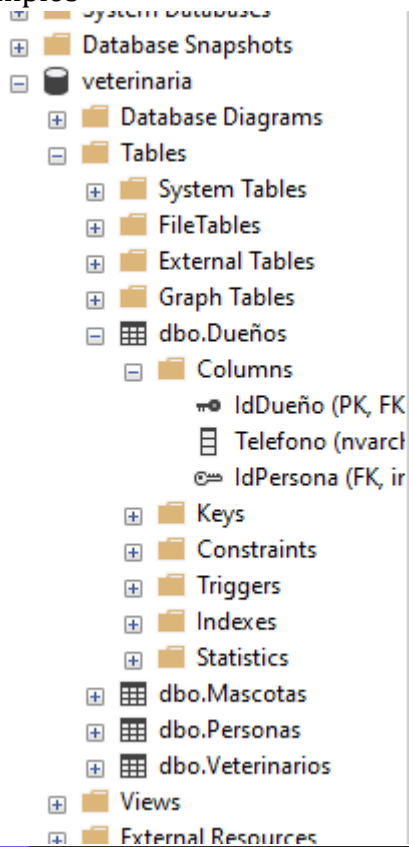 System Databases
Database Snapshots
veterinaria
Database Diagrams
Tables
System Tables
FileTables
External Tables
Graph Tables
dbo.Dueños
Columns
IdDueño (PK, FK
Telefono (nvarch
IdPersona (FK, in
Keys
Constraints
Triggers
Indexes
Statistics
dbo.Mascotas
dbo.Personas
dbo.Veterinarios
Views
External Resources